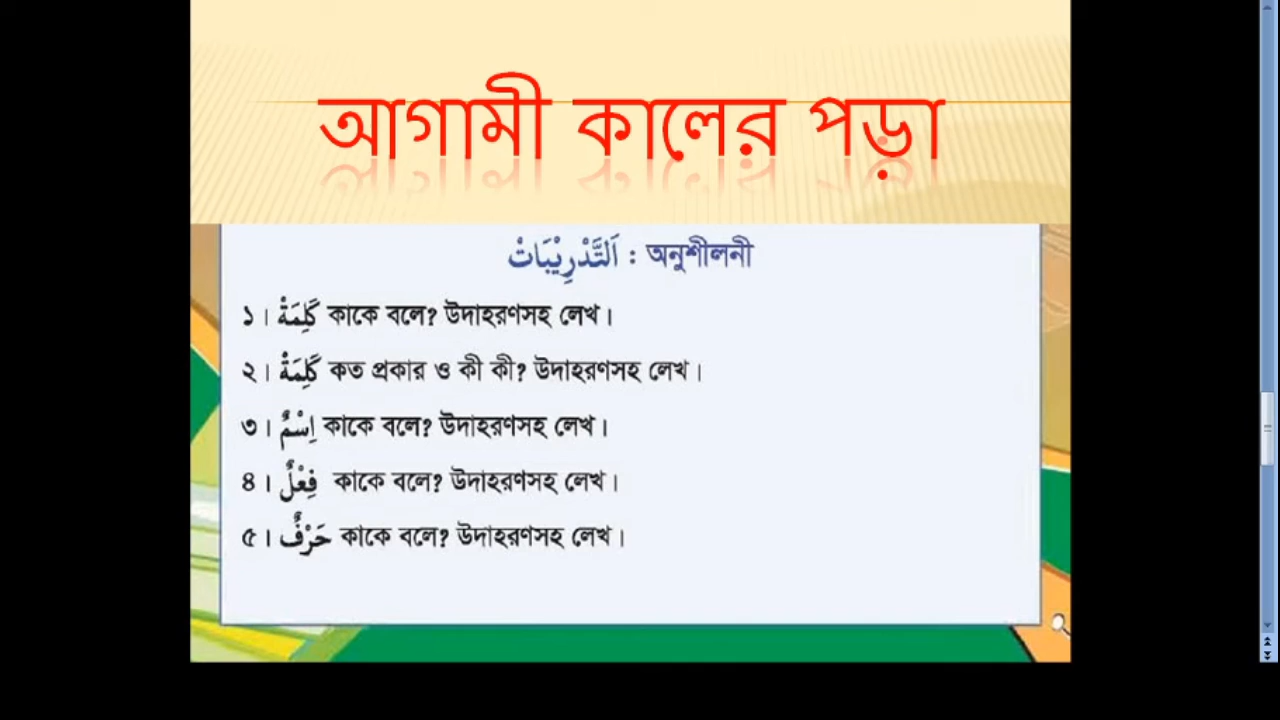 আগামী কালের পড়া
اَلتَّدْرِيْبَاتْ : অনুশীলনী
১। كَلِمَةْ কাকে বলে? উদাহরণসহ লেখ।
২। كَلِمَةْ কত প্রকার ও কী কী? উদাহরণসহ লেখ।
৩। اِسْمٌ কাকে বলে? উদাহরণসহ লেখ।
৪। فِعْلٌ কাকে বলে? উদাহরণসহ লেখ।
৫। حَرْفٌ কাকে বলে? উদাহরণসহ লেখ।